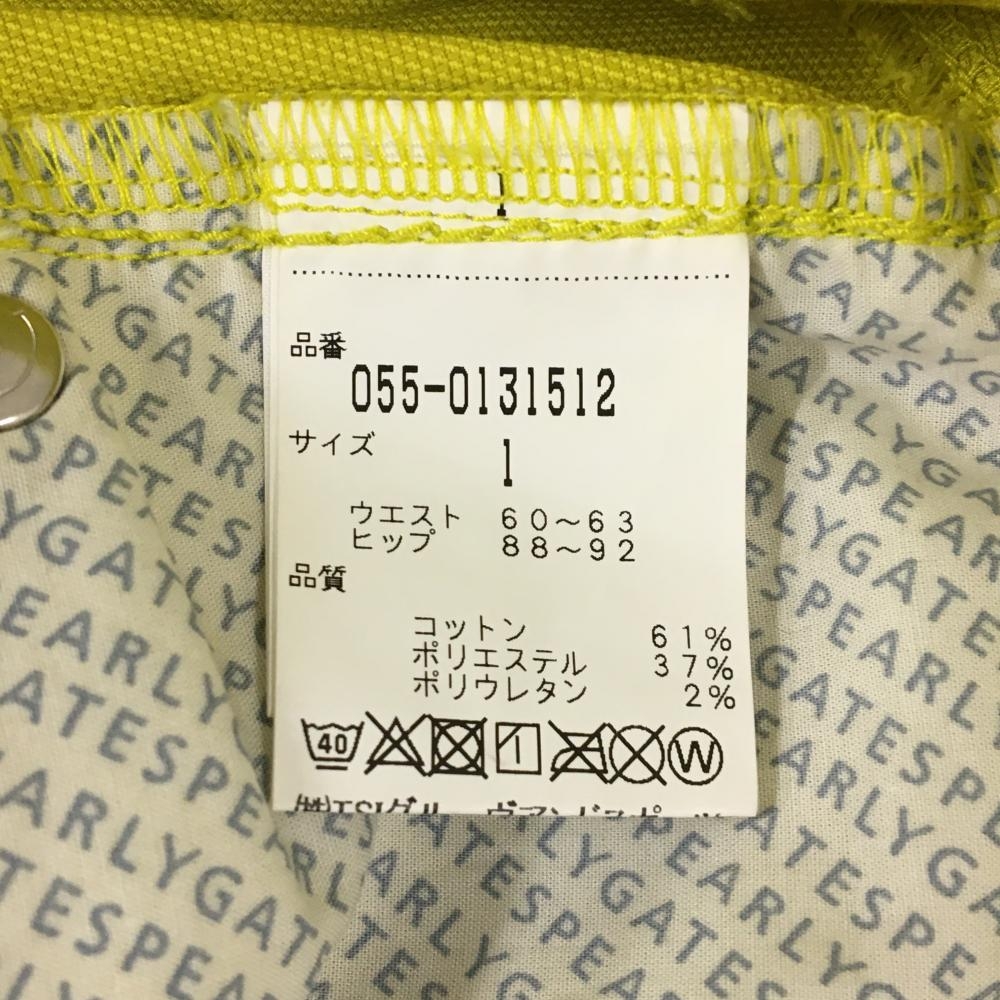 品番
055-0131512
サイズ
1
ウエスト 60～63
ヒップ 88～92
品質
コットン 61%
ポリエステル 37%
ポリウレタン 2%
40
W
PEARLYGATES